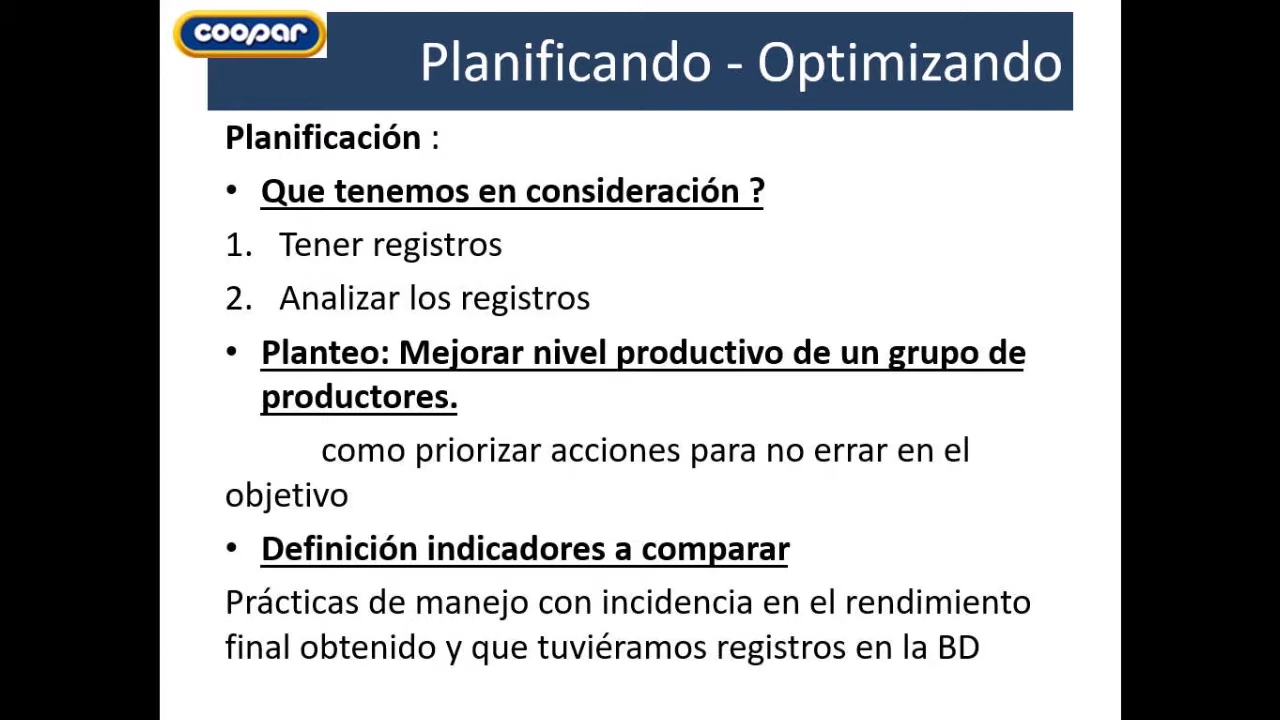 coopar
Planificando - Optimizando
Planificación :
• Que tenemos en consideración ?
1. Tener registros
2. Analizar los registros
• Planteo: Mejorar nivel productivo de un grupo de
productores.
como priorizar acciones para no errar en el
objetivo
• Definición indicadores a comparar
Prácticas de manejo con incidencia en el rendimiento
final obtenido y que tuviéramos registros en la BD